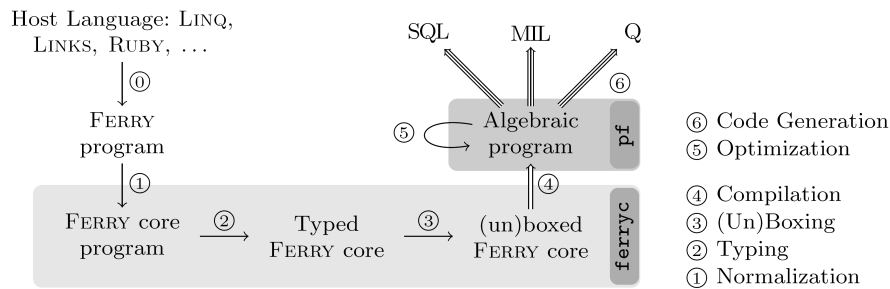 Host Language: LINQ,
LINKS, RUBY, ...
⓪
FERRY
program
①
FERRY core
program
②
Typed
FERRY core
③
(un)boxed
FERRY core
ferryc
④
Algebraic
program
pf
⑤
⑥
SQL
MIL
Q
⑥ Code Generation
⑤ Optimization
④ Compilation
③ (Un)Boxing
② Typing
① Normalization